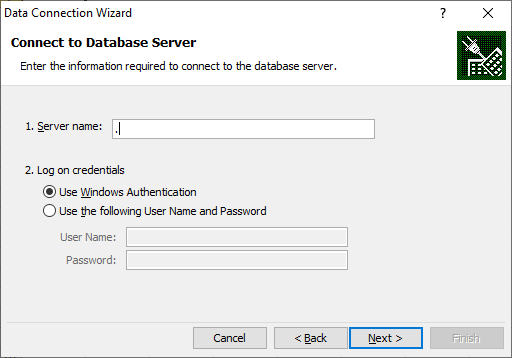 Data Connection Wizard ? ×
Connect to Database Server
Enter the information required to connect to the database server.
1. Server name: .
2. Log on credentials
Use Windows Authentication
Use the following User Name and Password
User Name:
Password:
Cancel < Back Next > Finish